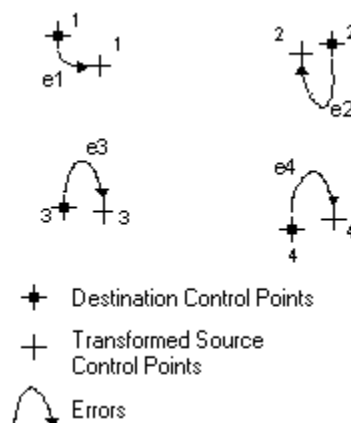 1
1
e1
2
2
e2
e3
3
3
e4
4
4
Destination Control Points
Transformed Source
Control Points
Errors